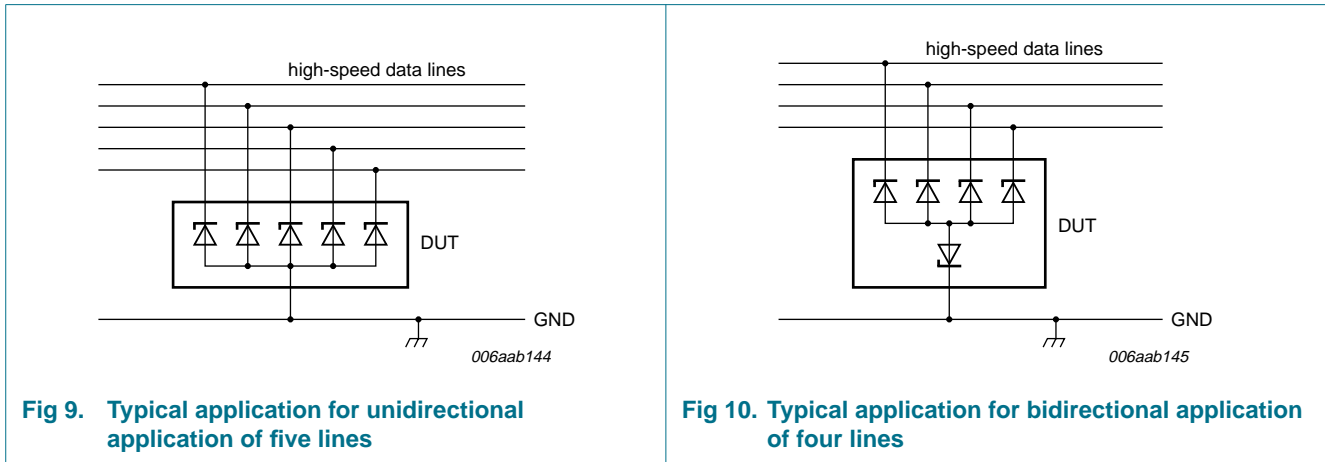 high-speed data lines
DUT
GND
006aab144
Fig 9. Typical application for unidirectional
application of five lines
high-speed data lines
DUT
GND
006aab145
Fig 10. Typical application for bidirectional application
of four lines